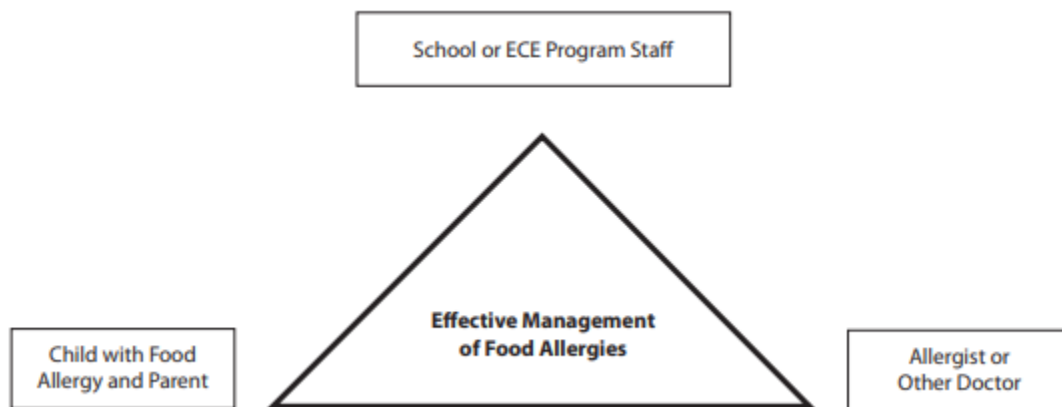 School or ECE Program Staff
Effective Management
of Food Allergies
Child with Food
Allergy and Parent
Allergist or
Other Doctor